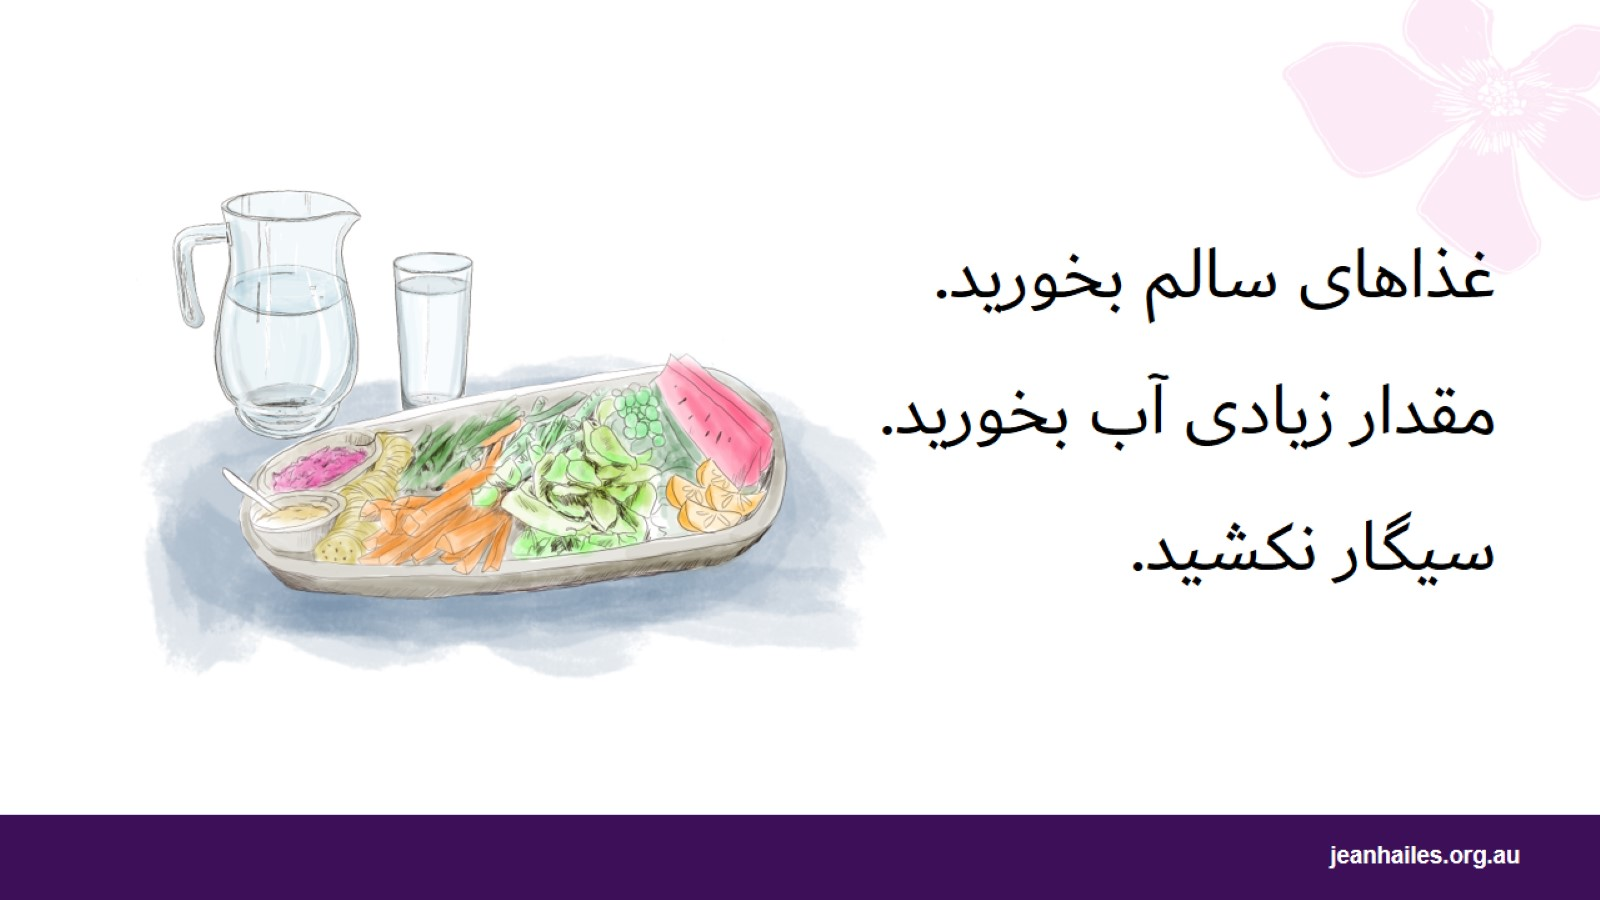 غذاهای سالم بخورید.
مقدار زیادی آب بخورید.
سیگار نکشید.
jeanhailes.org.au